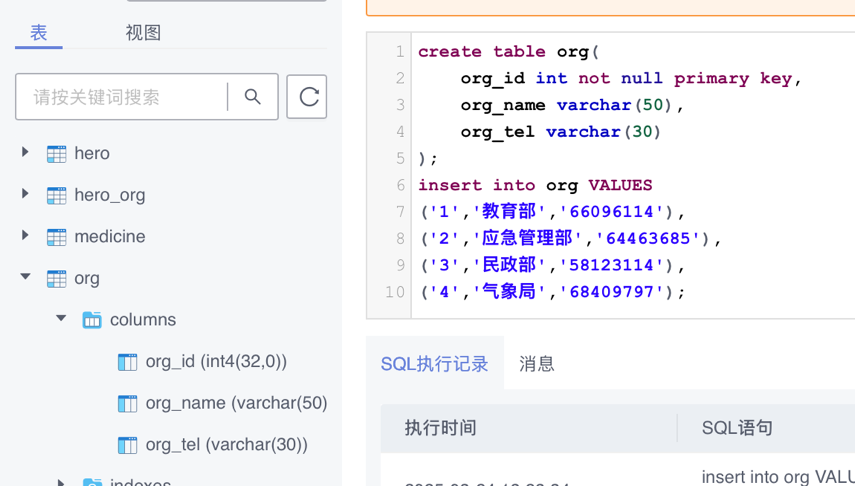 表 视图
请按关键词搜索
hero
hero_org
medicine
org
columns
org_id (int4(32,0))
org_name (varchar(50)
org_tel (varchar(30))
indexes
1 create table org(
2 org_id int not null primary key,
3 org_name varchar(50),
4 org_tel varchar(30)
5 );
6 insert into org VALUES
7 ('1','教育部','66096114'),
8 ('2','应急管理部','64463685'),
9 ('3','民政部','58123114'),
10 ('4','气象局','68409797');
SQL执行记录 消息
执行时间 SQL语句
insert into org VALU